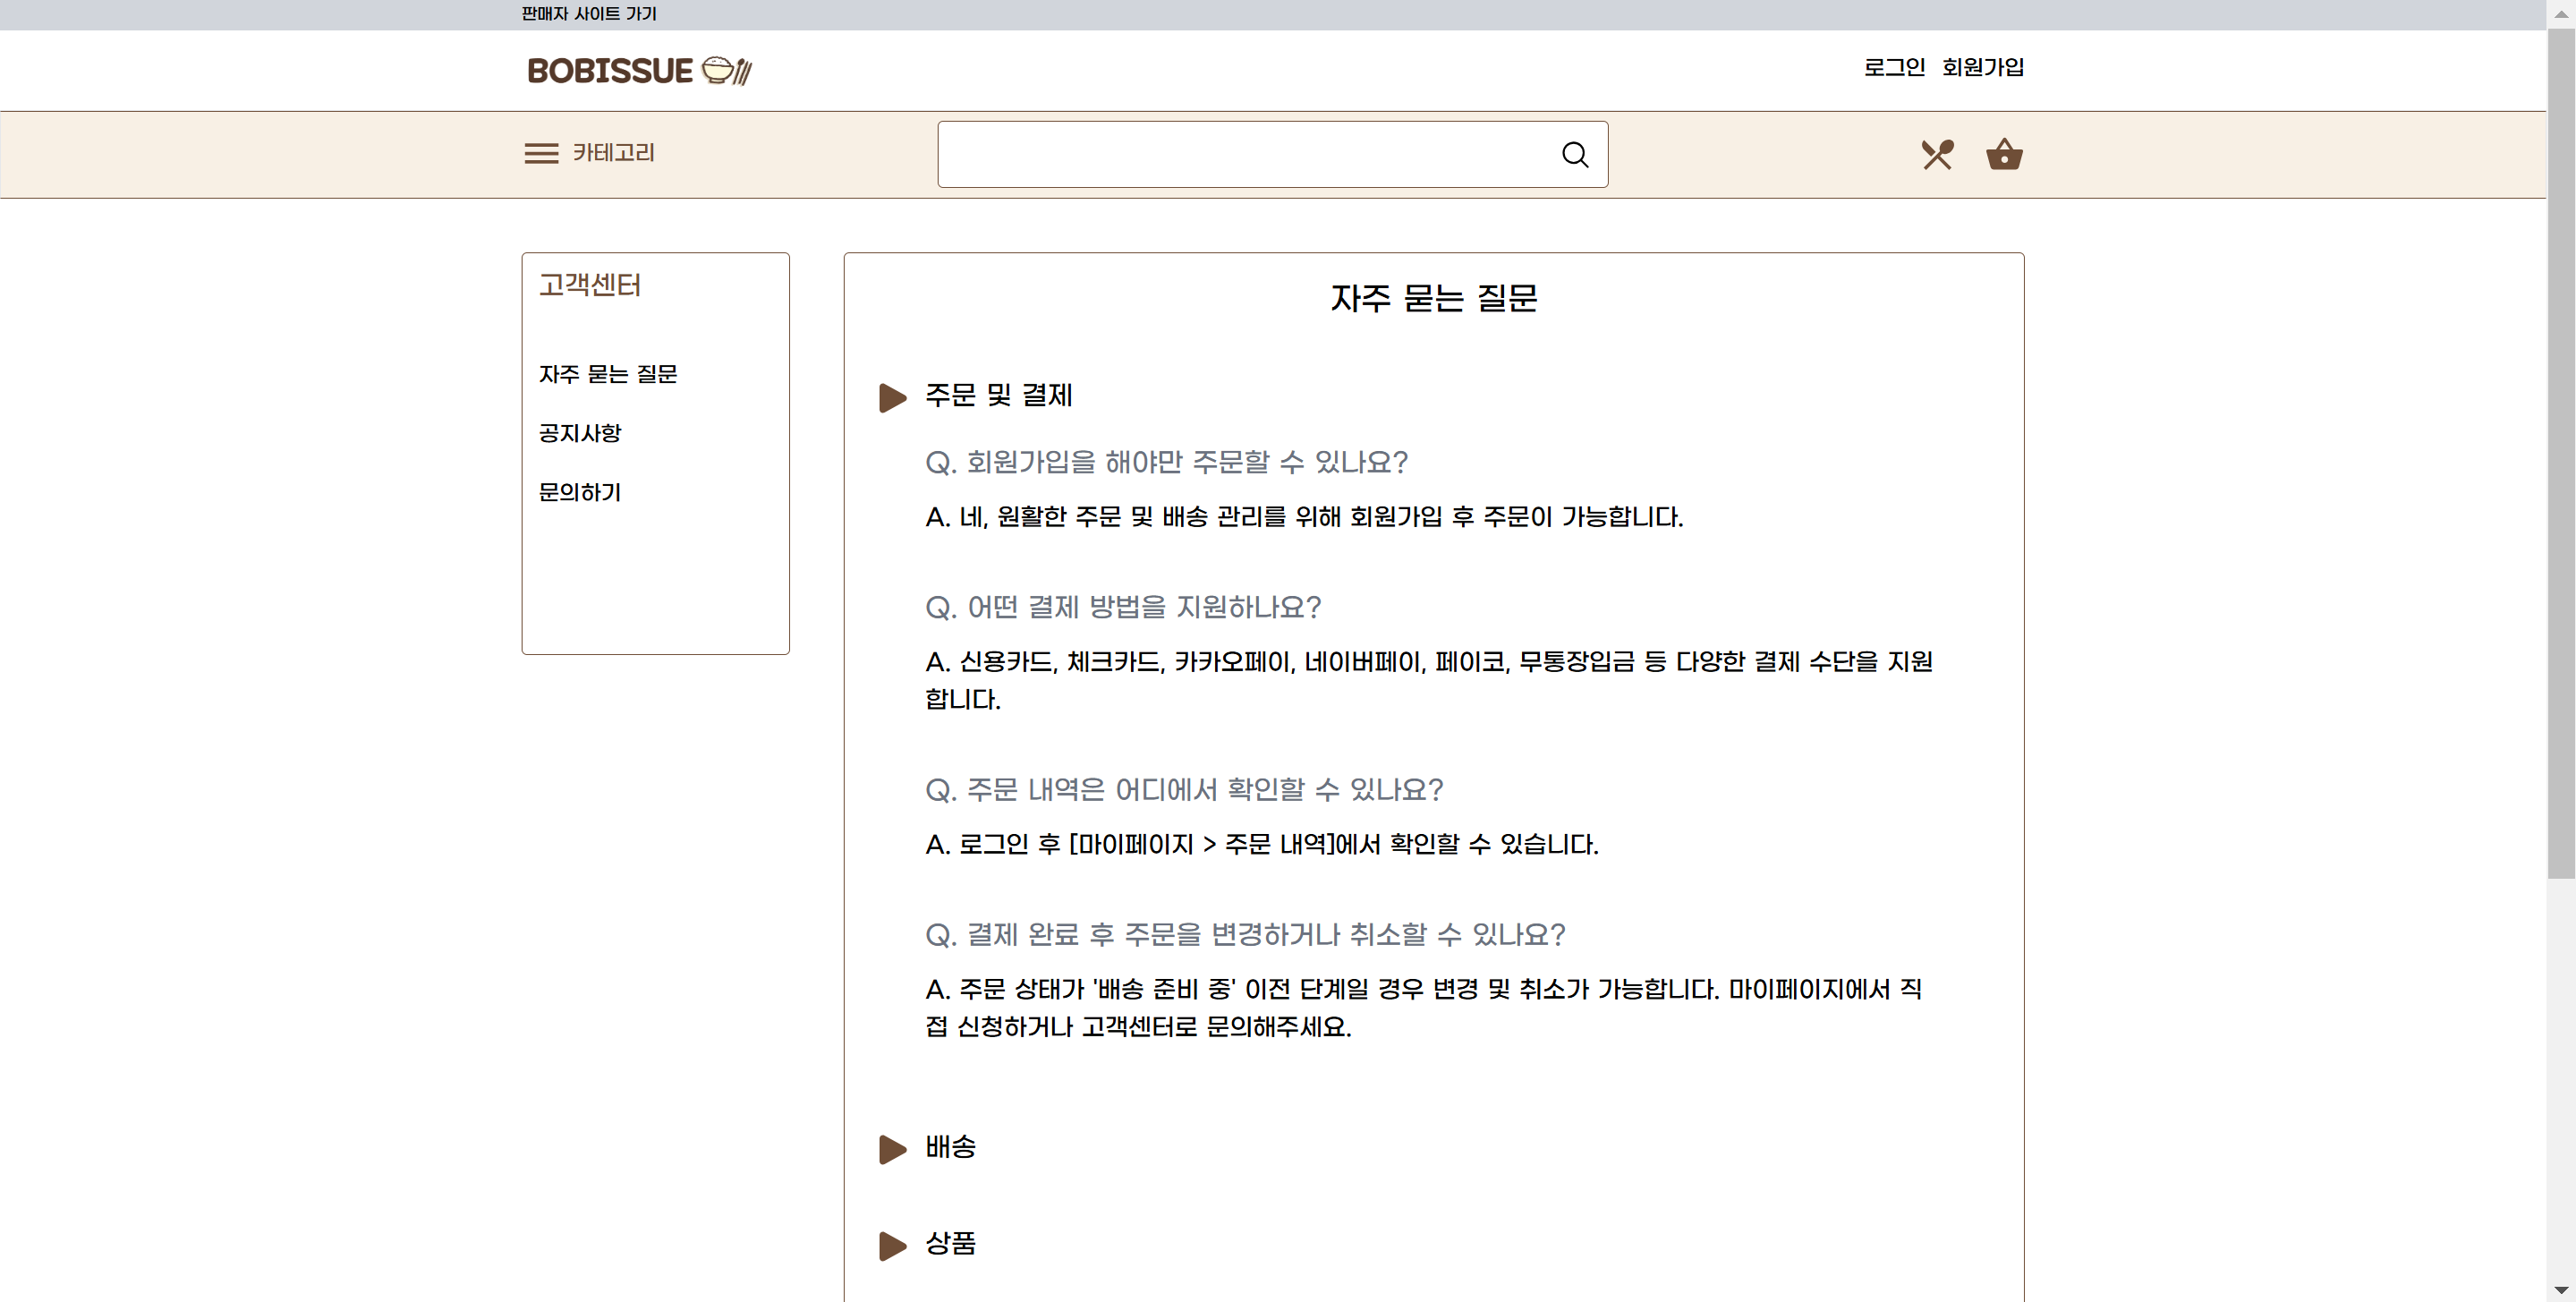 판매자 사이트 가기
BOBISSUE
로그인 회원가입
카테고리
고객센터
자주 묻는 질문
공지사항
문의하기
자주 묻는 질문
주문 및 결제
Q. 회원가입을 해야만 주문할 수 있나요?
A. 네, 원활한 주문 및 배송 관리를 위해 회원가입 후 주문이 가능합니다.
Q. 어떤 결제 방법을 지원하나요?
A. 신용카드, 체크카드, 카카오페이, 네이버페이, 페이코, 무통장입금 등 다양한 결제 수단을 지원
합니다.
Q. 주문 내역은 어디에서 확인할 수 있나요?
A. 로그인 후 [마이페이지 > 주문 내역]에서 확인할 수 있습니다.
Q. 결제 완료 후 주문을 변경하거나 취소할 수 있나요?
A. 주문 상태가 '배송 준비 중' 이전 단계일 경우 변경 및 취소가 가능합니다. 마이페이지에서 직
접 신청하거나 고객센터로 문의해주세요.
배송
상품